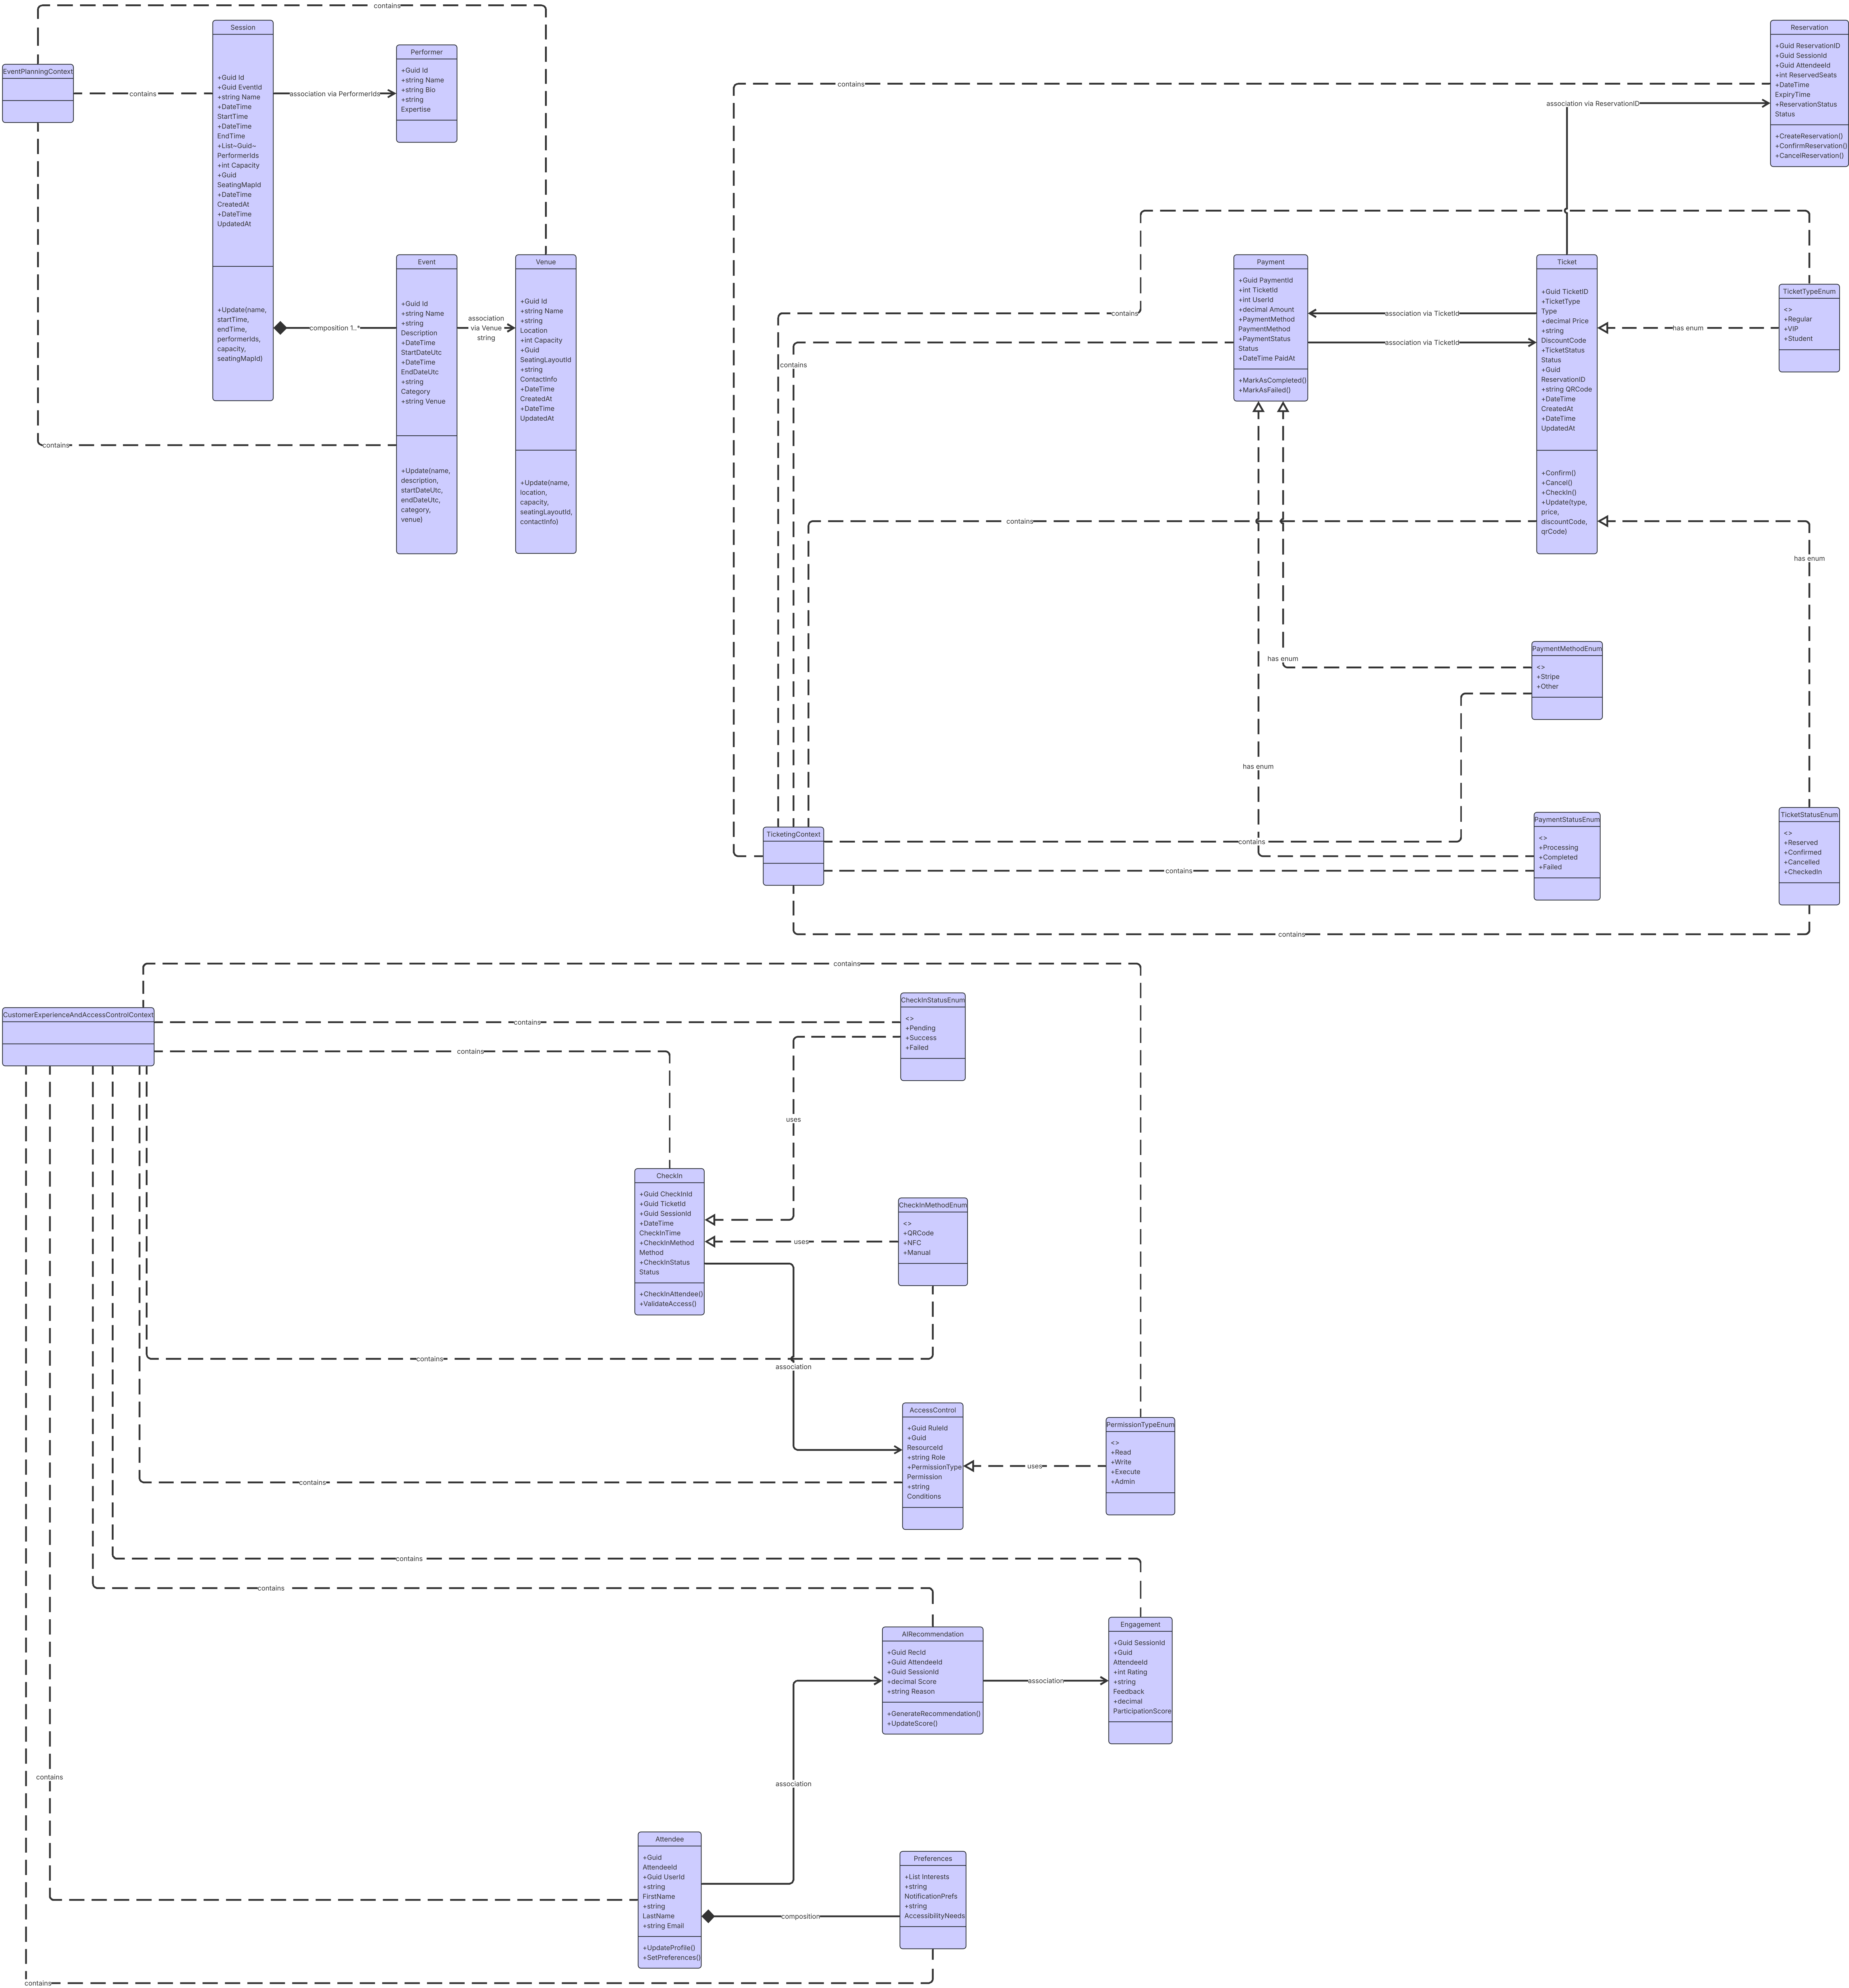 contains
Session
+Guid Id
+Guid EventId
+string Name
+DateTime
StartTime
+DateTime
EndTime
+List~Guid~
PerformerIds
+int Capacity
+Guid
SeatingMapId
+DateTime
CreatedAt
+DateTime
UpdatedAt
+Update(name,
startTime,
endTime,
performerIds,
capacity,
seatingMapId)
EventPlanningContext
contains
association via PerformerIds
Performer
+Guid Id
+string Name
+string Bio
+string
Expertise
composition 1..*
Event
+Guid Id
+string Name
+string
Description
+DateTime
StartDateUtc
+DateTime
EndDateUtc
+string
Category
+string Venue
+Update(name,
description,
startDateUtc,
endDateUtc,
category,
venue)
association
via Venue
string
Venue
+Guid Id
+string Name
+string
Location
+int Capacity
+Guid
SeatingLayoutId
+string
ContactInfo
+DateTime
CreatedAt
+DateTime
UpdatedAt
+Update(name,
location,
capacity,
seatingLayoutId,
contactInfo)
contains
Reservation
+Guid ReservationID
+Guid SessionId
+Guid AttendeeId
+int ReservedSeats
+DateTime
ExpiryTime
+ReservationStatus
Status
+CreateReservation()
+ConfirmReservation()
+CancelReservation()
contains
association via ReservationID
Payment
+Guid PaymentId
+int TicketId
+int UserId
+decimal Amount
+PaymentMethod
PaymentMethod
+PaymentStatus
Status
+DateTime PaidAt
+MarkAsCompleted()
+MarkAsFailed()
Ticket
+Guid TicketID
+TicketType
Type
+decimal Price
+string
DiscountCode
+TicketStatus
Status
+Guid
ReservationID
+string QRCode
+DateTime
CreatedAt
+DateTime
UpdatedAt
+Confirm()
+Cancel()
+CheckIn()
+Update(type,
price,
discountCode,
qrCode)
TicketTypeEnum
<>
+Regular
+VIP
+Student
contains
association via TicketId
has enum
association via TicketId
contains
contains
has enum
has enum
PaymentMethodEnum
<>
+Stripe
+Other
has enum
TicketingContext
contains
PaymentStatusEnum
<>
+Processing
+Completed
+Failed
TicketStatusEnum
<>
+Reserved
+Confirmed
+Cancelled
+CheckedIn
contains
contains
contains
CustomerExperienceAndAccessControlContext
contains
CheckInStatusEnum
<>
+Pending
+Success
+Failed
contains
uses
CheckIn
+Guid CheckInId
+Guid TicketId
+Guid SessionId
+DateTime
CheckInTime
+CheckInMethod
Method
+CheckInStatus
Status
+CheckInAttendee()
+ValidateAccess()
CheckInMethodEnum
<>
+QRCode
+NFC
+Manual
uses
contains
association
AccessControl
+Guid RuleId
+Guid
ResourceId
+string Role
+PermissionType
Permission
+string
Conditions
uses
PermissionTypeEnum
<>
+Read
+Write
+Execute
+Admin
contains
contains
contains
AIRecommendation
+Guid RecId
+Guid AttendeeId
+Guid SessionId
+decimal Score
+string Reason
+GenerateRecommendation()
+UpdateScore()
association
Engagement
+Guid SessionId
+Guid
AttendeeId
+int Rating
+string
Feedback
+decimal
ParticipationScore
contains
association
Attendee
+Guid
AttendeeId
+Guid UserId
+string
FirstName
+string
LastName
+string Email
+UpdateProfile()
+SetPreferences()
composition
Preferences
+List Interests
+string
NotificationPrefs
+string
AccessibilityNeeds
contains